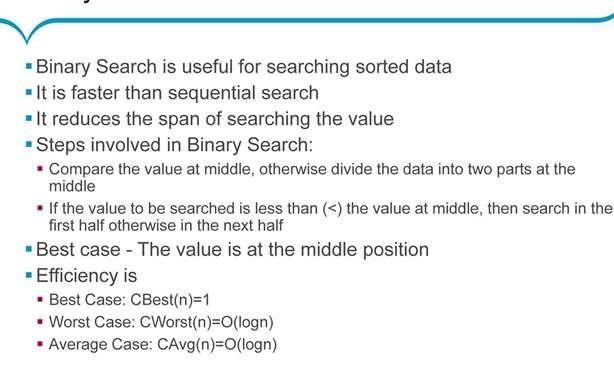 Binary Search is useful for searching sorted data
It is faster than sequential search
It reduces the span of searching the value
Steps involved in Binary Search:
Compare the value at middle, otherwise divide the data into two parts at the
middle
If the value to be searched is less than (<) the value at middle, then search in the
first half otherwise in the next half
Best case - The value is at the middle position
Efficiency is
Best Case: CBest(n)=1
Worst Case: CWorst(n)=O(logn)
Average Case: CAvg(n)=O(logn)